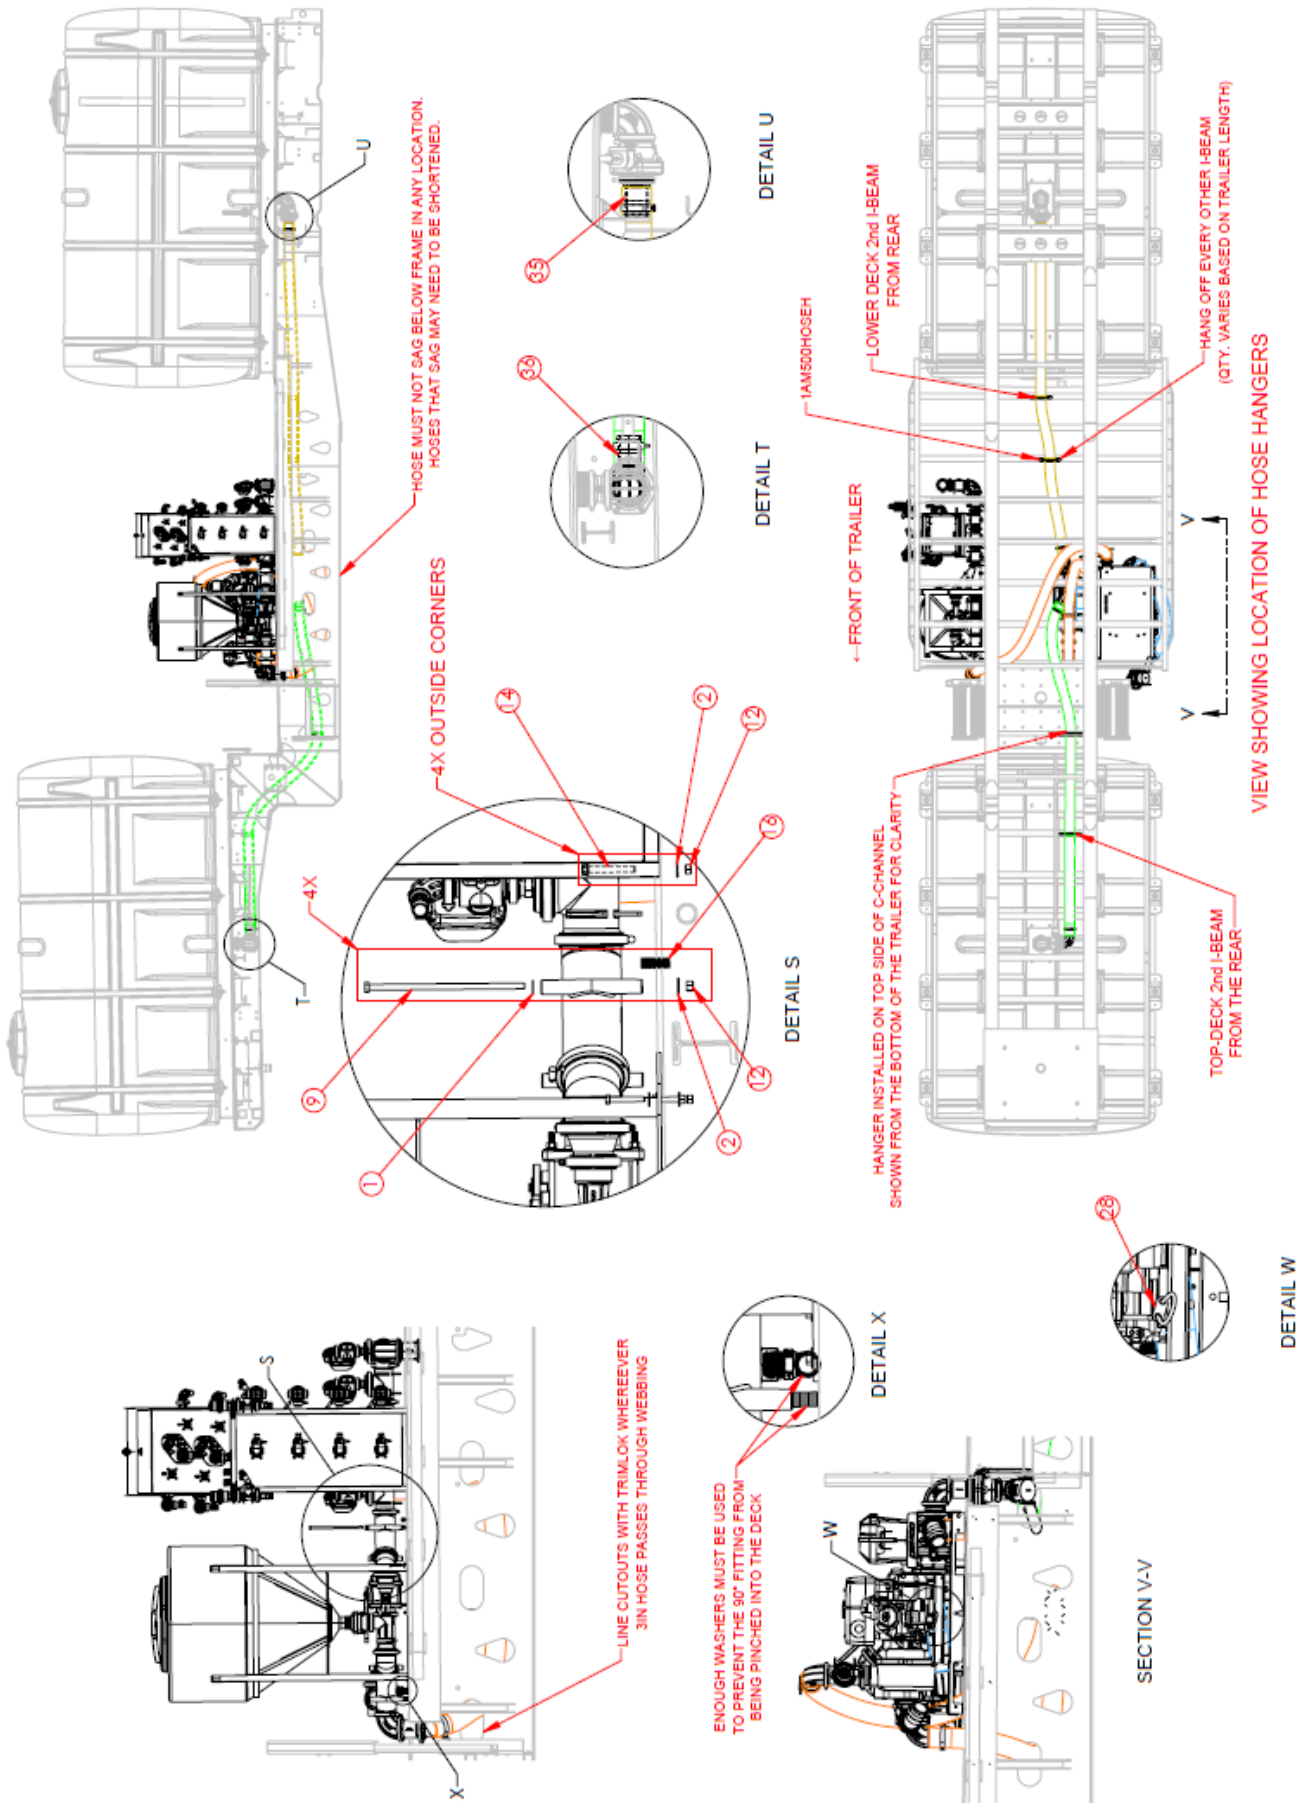 U
T
HOSE MUST NOT SAG BELOW FRAME IN ANY LOCATION.
HOSES THAT SAG MAY NEED TO BE SHORTENED.
35
DETAIL U
36
DETAIL T
4X OUTSIDE CORNERS
4X
14
2
12
16
9
1
2
12
DETAIL S
S
X
LINE CUTOUTS WITH TRIMLOK WHEREEVER
3IN HOSE PASSES THROUGH WEBBING
ENOUGH WASHERS MUST BE USED
TO PREVENT THE 90° FITTING FROM
BEING PINCHED INTO THE DECK
DETAIL X
W
SECTION V-V
28
DETAIL W
←FRONT OF TRAILER
1AM500HOSEH
LOWER DECK 2nd I-BEAM
FROM REAR
HANG OFF EVERY OTHER I-BEAM
(QTY. VARIES BASED ON TRAILER LENGTH)
HANGER INSTALLED ON TOP SIDE OF C-CHANNEL
SHOWN FROM THE BOTTOM OF THE TRAILER FOR CLARITY
TOP-DECK 2nd I-BEAM
FROM THE REAR
V
V
VIEW SHOWING LOCATION OF HOSE HANGERS